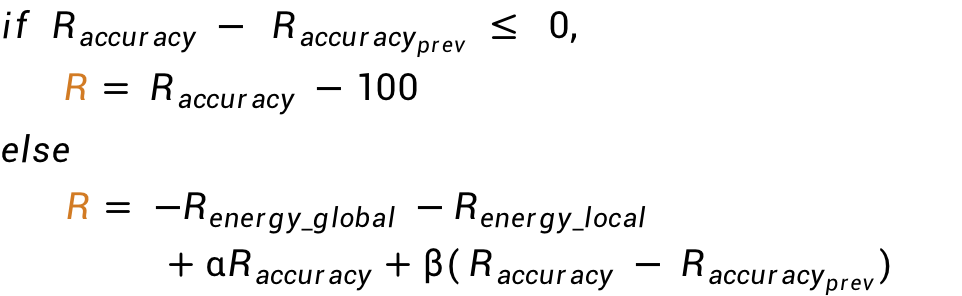 if R_accuracy − R_accuracy_prev ≤ 0,
R = R_accuracy − 100
else
R = −R_energy_global − R_energy_local
+ αR_accuracy + β( R_accuracy − R_accuracy_prev )